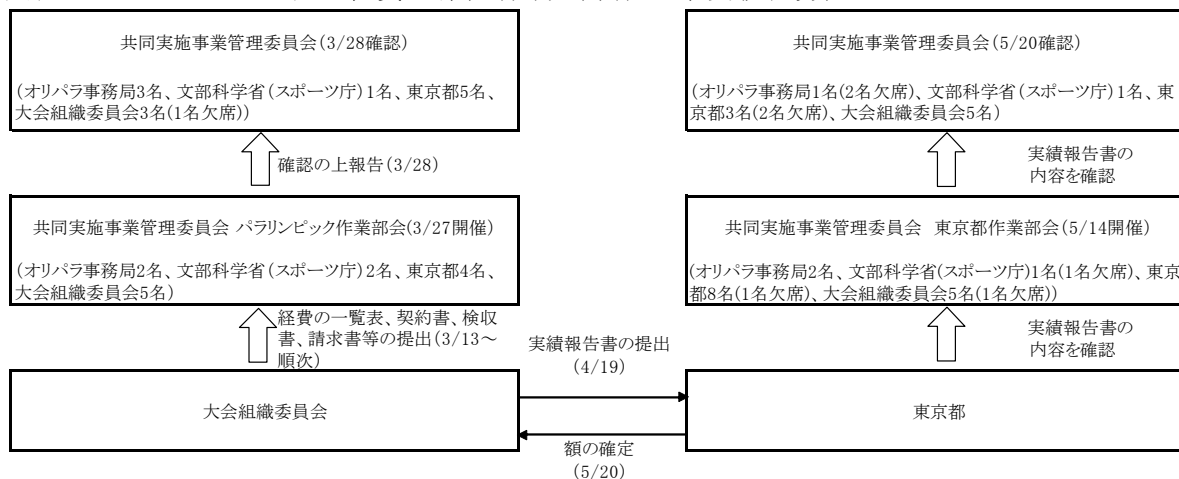 共同実施事業管理委員会(3/28確認)
(オリパラ事務局3名、文部科学省(スポーツ庁)1名、東京都5名、
大会組織委員会3名(1名欠席))
共同実施事業管理委員会(5/20確認)
(オリパラ事務局1名(2名欠席)、文部科学省(スポーツ庁)1名、東
京都3名(2名欠席)、大会組織委員会5名)
確認の上報告(3/28)
実績報告書の
内容を確認
共同実施事業管理委員会 パラリンピック作業部会(3/27開催)
(オリパラ事務局2名、文部科学省(スポーツ庁)2名、東京都4名、
大会組織委員会5名)
共同実施事業管理委員会 東京都作業部会(5/14開催)
(オリパラ事務局2名、文部科学省(スポーツ庁)1名(1名欠席)、東京
都8名(1名欠席)、大会組織委員会5名(1名欠席))
経費の一覧表、契約書、検収
書、請求書等の提出(3/13～
順次)
実績報告書の提出
(4/19)
実績報告書の
内容を確認
大会組織委員会
東京都
額の確定
(5/20)